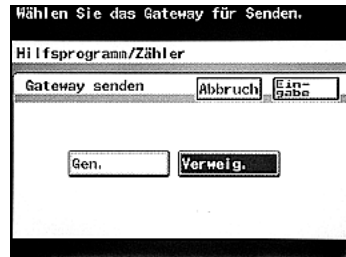 Wählen Sie das Gateway für Senden.
Hilfsprogramm/Zähler
Gateway senden Abbruch Ein-
gabe
Gen. Verweig.